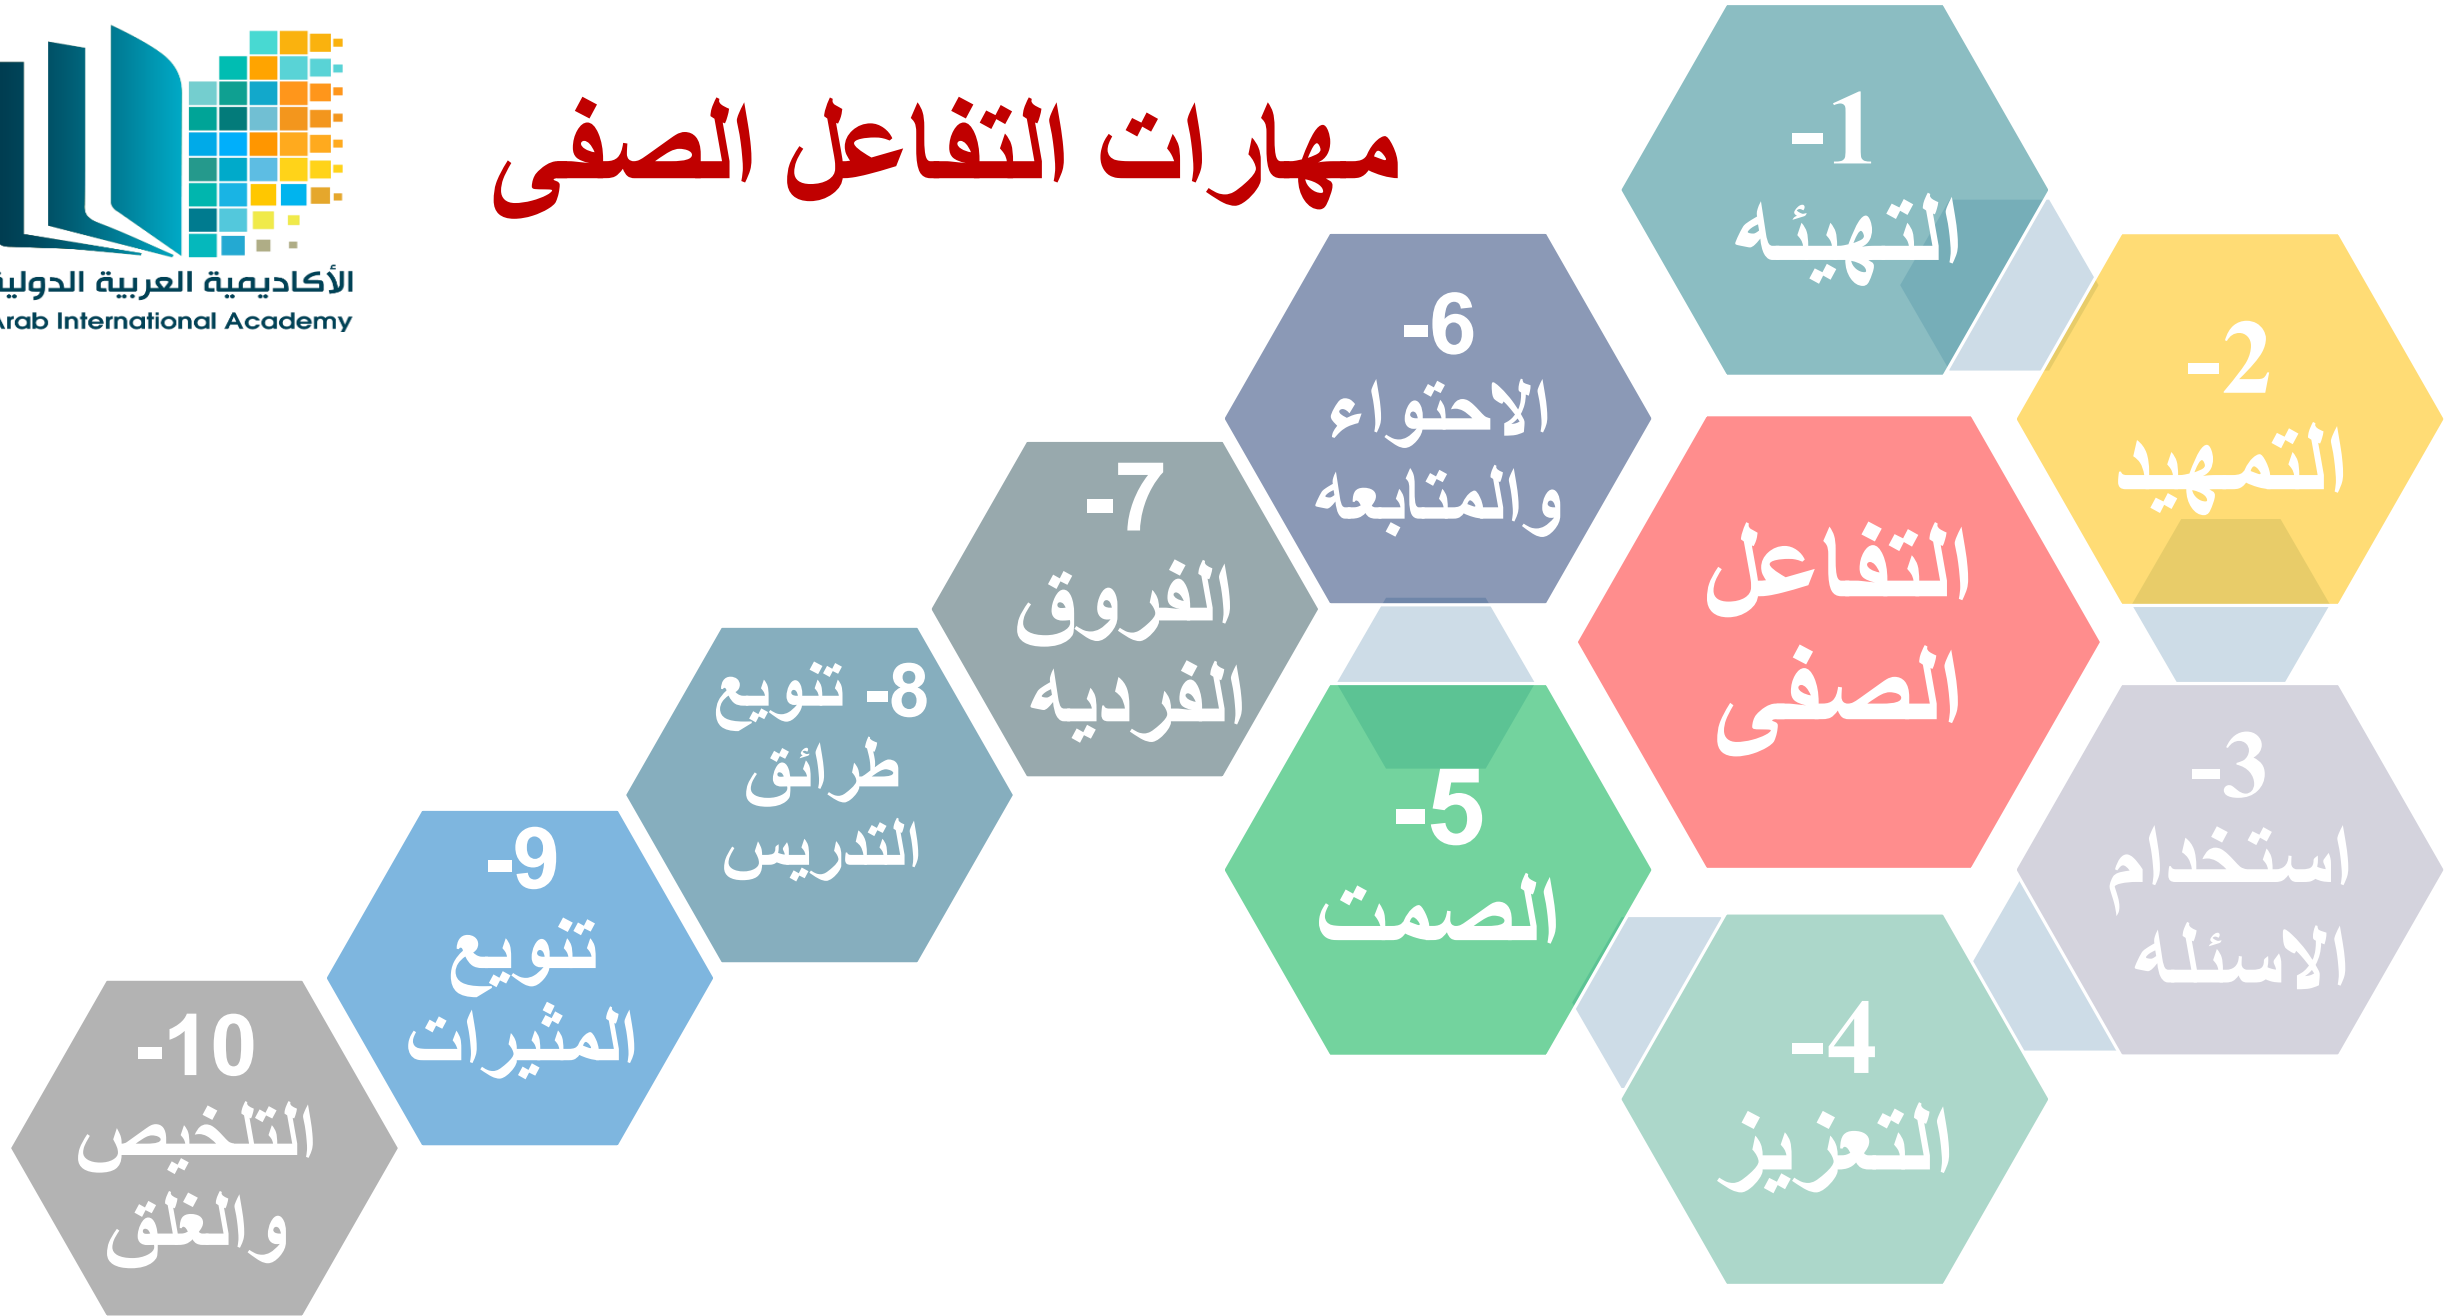 مهارات التفاعل الصفى
الأكاديمية العربية الدولية
Arab International Academy
1-
التهيئه
2-
التمهيد
التفاعل
الصفى
3-
استخدام
الاسئله
4-
التعزيز
5-
الصمت
6-
الاحتواء
والمتابعه
7-
الفروق
الفرديه
8- تنويع
طرائق
التدريس
9-
تنويع
المثيرات
10-
التلخيص
والغلق